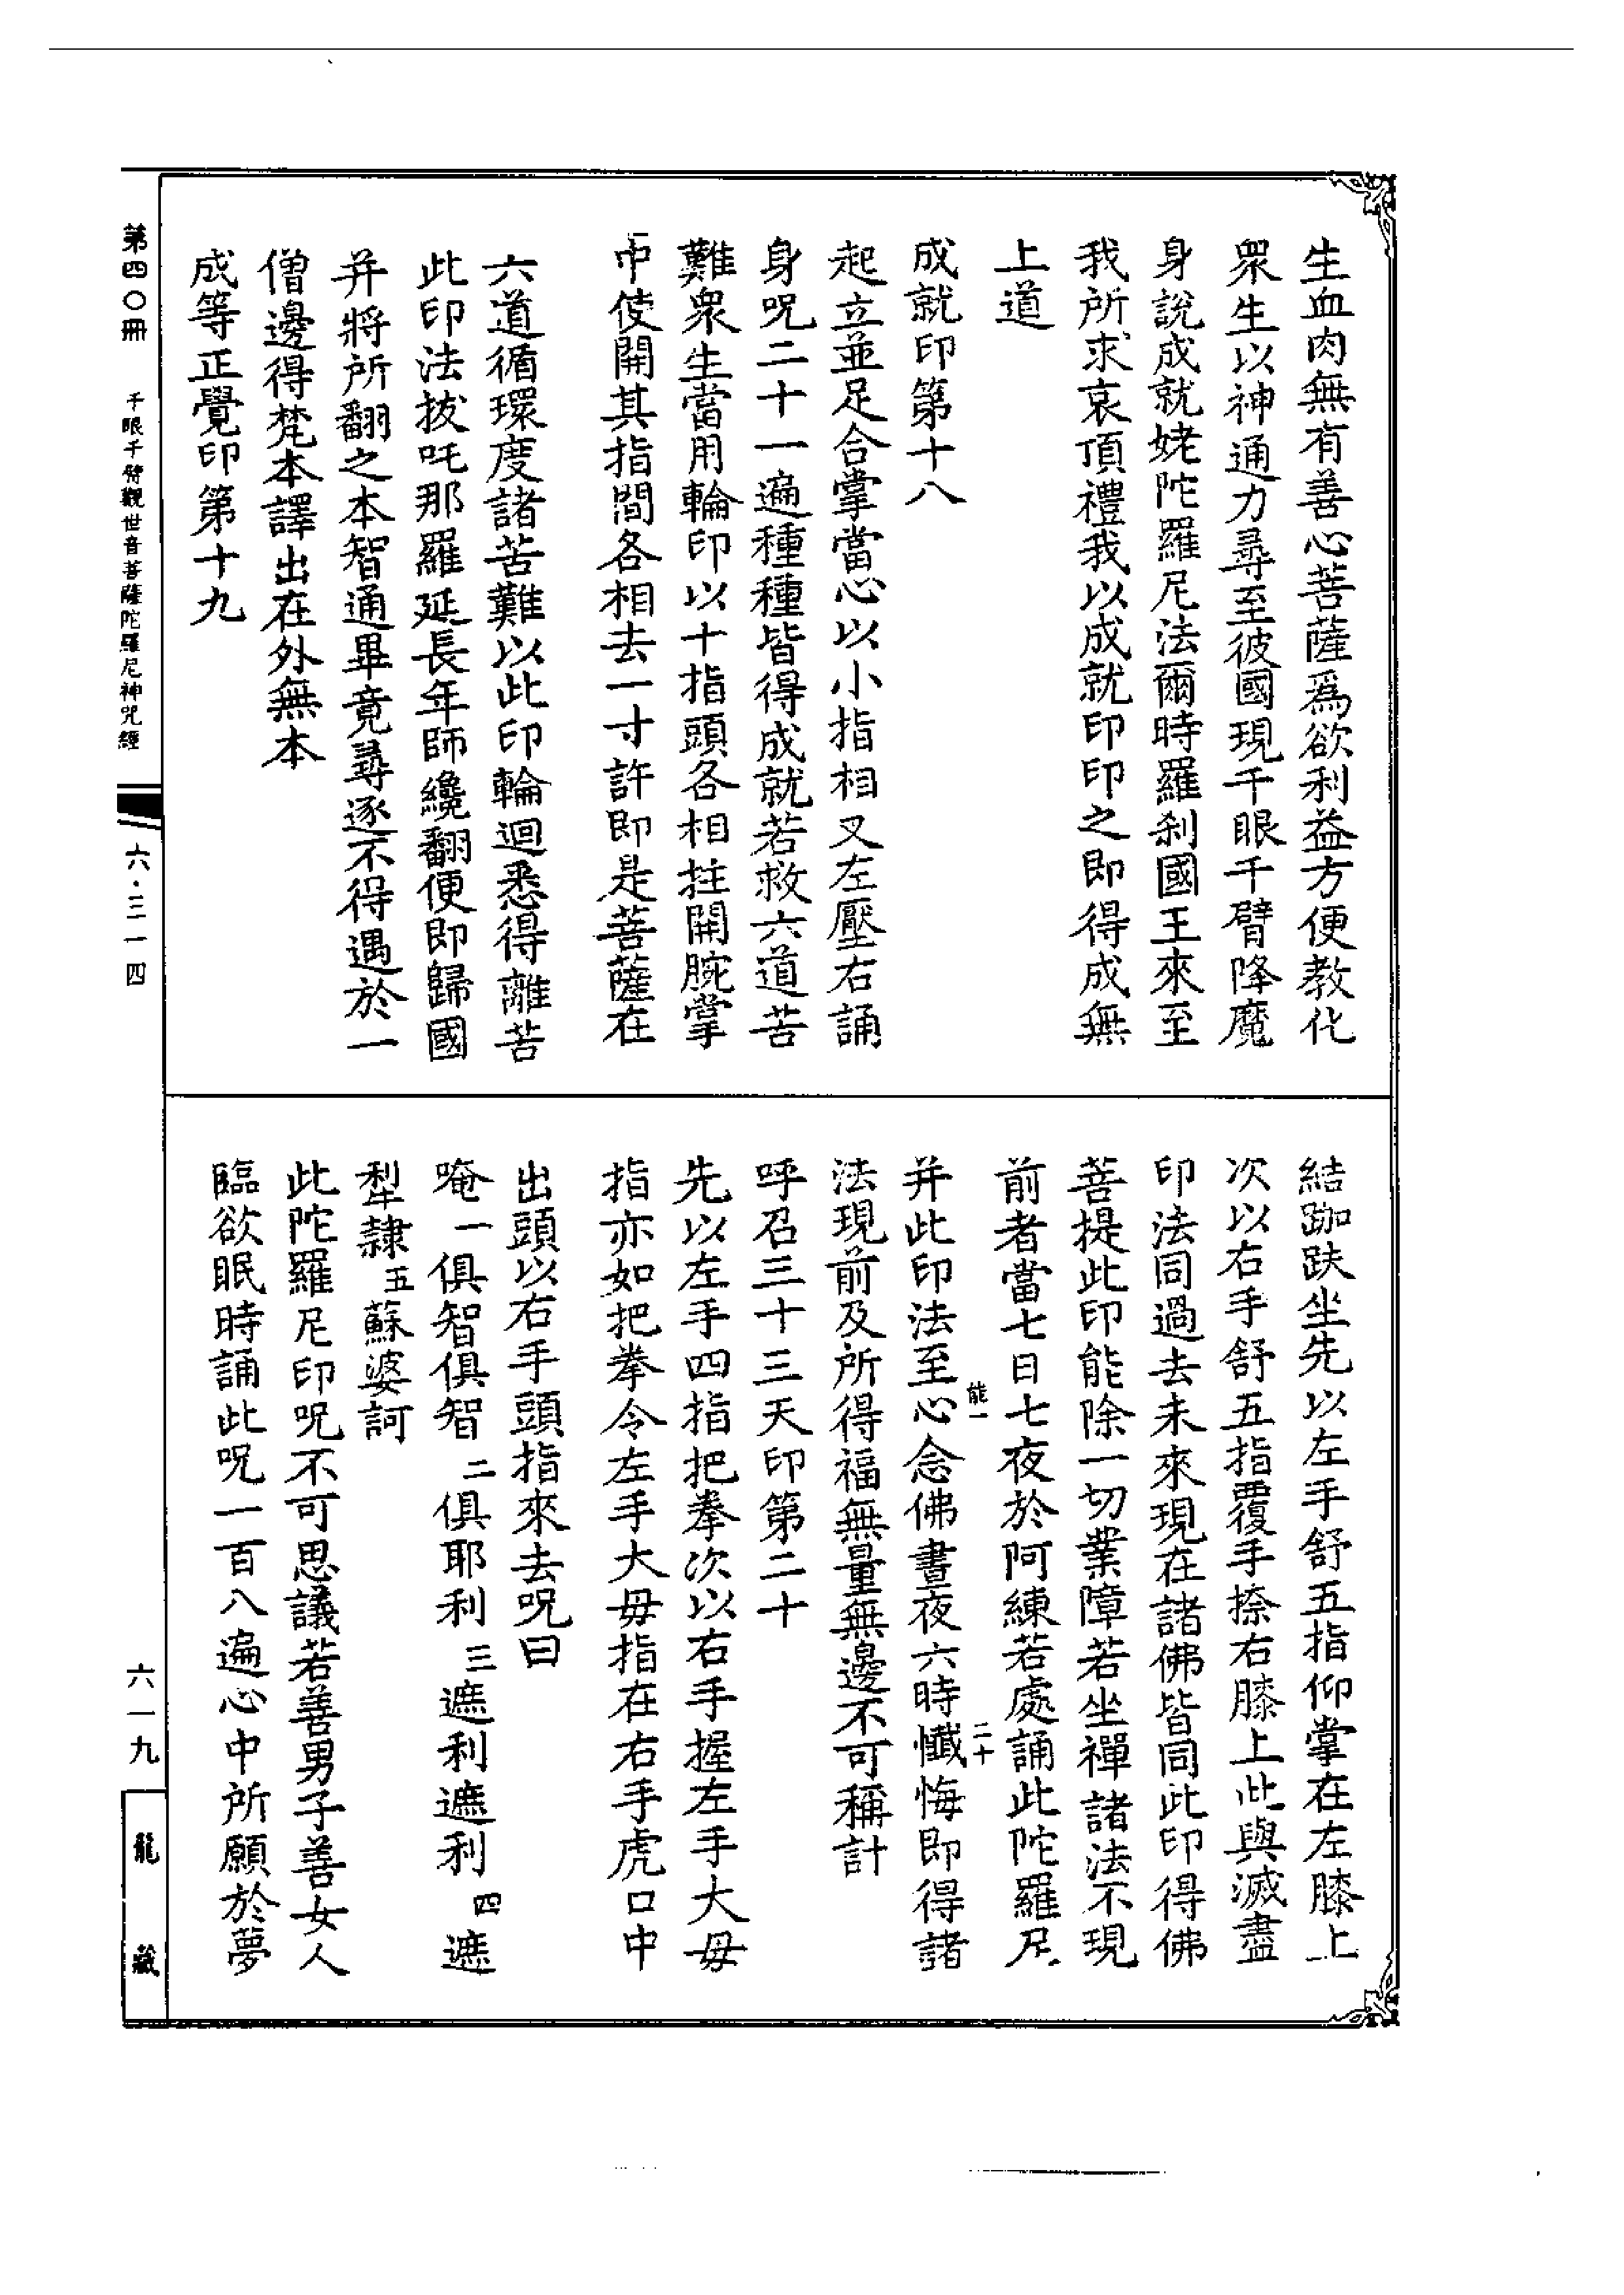 生血肉無有善心菩薩爲欲利益方便教化
衆生以神通力尋至彼國現千眼千臂降魔
身說成就姥陀羅尼法爾時羅刹國王來至
我所求哀頂禮我以成就印印之即得成無
上道
成就印第十八
起立並足合掌當心以小指相叉左壓右誦
身呪二十一遍種種皆得成就若救六道苦
難衆生當用輪印以十指頭各相拄開腕掌
中使開其指間各相去一寸許即是菩薩在
六道循環度諸苦難以此印輪迴悉得離苦
此印法拔吒那羅延長年師纔翻便即歸國
并將所翻之本智通畢竟尋逐不得遇於一
僧邊得梵本譯出在外無本
成等正覺印第十九
結跏趺坐先以左手舒五指仰掌在左膝上
次以右手舒五指覆手捺右膝上此與滅盡
印法同過去未來現在諸佛皆同此印得佛
菩提此印能除一切業障若坐禪諸法不現
前者當七日七夜於阿練若處誦此陀羅尼
能一
二十
并此印法至心念佛晝夜六時懺悔即得諸
法現前及所得福無量無邊不可稱計
呼召三十三天印第二十
先以左手四指把拳次以右手握左手大毋
指亦如把拳令左手大毋指在右手虎口中
出頭以右手頭指來去呪曰
唵一俱智俱智二俱耶利三遮利遮利四遮
犁隸五蘇婆訶
此陀羅尼印呪不可思議若善男子善女人
臨欲眠時誦此呪一百八遍心中所願於夢
第四〇冊
千眼千臂觀世音菩薩陀羅尼神咒經
六·三一四
六一九
龍藏